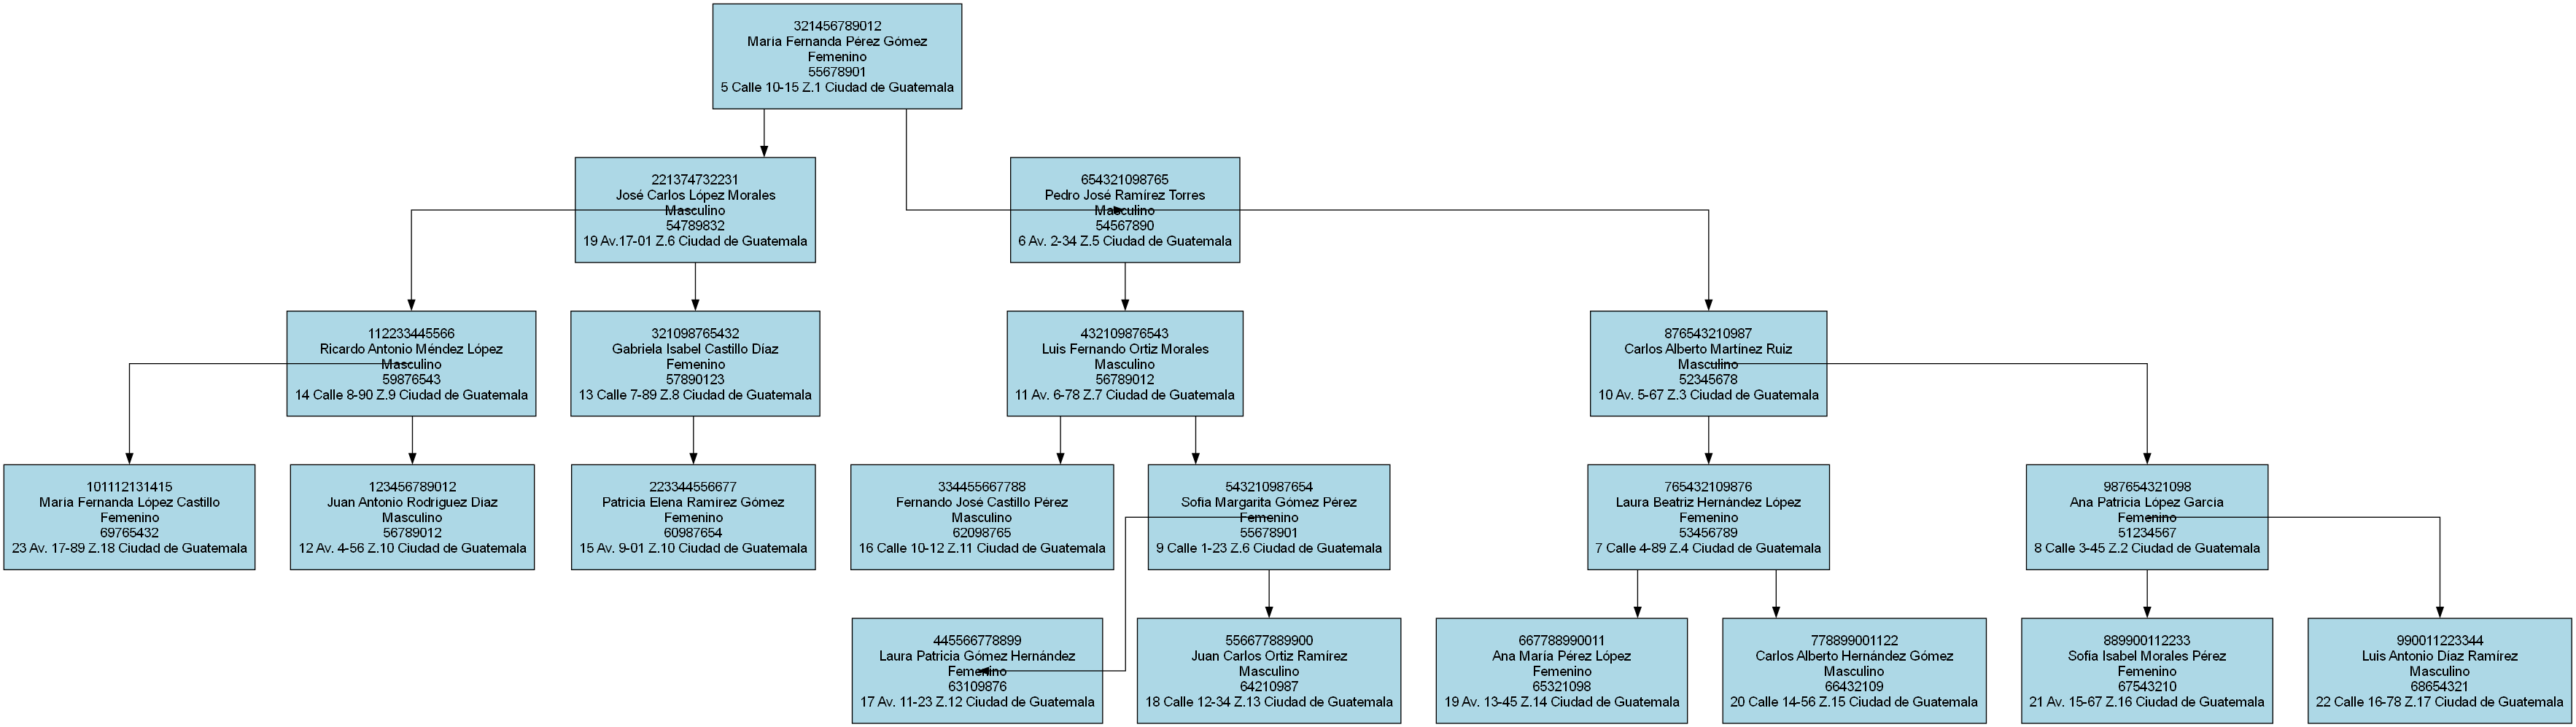 321456789012
María Fernanda Pérez Gómez
Femenino
55678901
5 Calle 10-15 Z.1 Ciudad de Guatemala
221374732231
José Carlos López Morales
Masculino
54789832
19 Av.17-01 Z.6 Ciudad de Guatemala
654321098765
Pedro José Ramírez Torres
Masculino
54567890
6 Av. 2-34 Z.5 Ciudad de Guatemala
112233445566
Ricardo Antonio Méndez López
Masculino
59876543
14 Calle 8-90 Z.9 Ciudad de Guatemala
321098765432
Gabriela Isabel Castillo Díaz
Femenino
57890123
13 Calle 7-89 Z.8 Ciudad de Guatemala
432109876543
Luis Fernando Ortiz Morales
Masculino
56789012
11 Av. 6-78 Z.7 Ciudad de Guatemala
876543210987
Carlos Alberto Martínez Ruiz
Masculino
52345678
10 Av. 5-67 Z.3 Ciudad de Guatemala
101112131415
María Fernanda López Castillo
Femenino
69765432
23 Av. 17-89 Z.18 Ciudad de Guatemala
123456789012
Juan Antonio Rodríguez Díaz
Masculino
56789012
12 Av. 4-56 Z.10 Ciudad de Guatemala
223344556677
Patricia Elena Ramírez Gómez
Femenino
60987654
15 Av. 9-01 Z.10 Ciudad de Guatemala
334455667788
Fernando José Castillo Pérez
Masculino
62098765
16 Calle 10-12 Z.11 Ciudad de Guatemala
543210987654
Sofía Margarita Gómez Pérez
Femenino
55678901
9 Calle 1-23 Z.6 Ciudad de Guatemala
765432109876
Laura Beatriz Hernández López
Femenino
53456789
7 Calle 4-89 Z.4 Ciudad de Guatemala
987654321098
Ana Patricia López García
Femenino
51234567
8 Calle 3-45 Z.2 Ciudad de Guatemala
445566778899
Laura Patricia Gómez Hernández
Femenino
63109876
17 Av. 11-23 Z.12 Ciudad de Guatemala
556677889900
Juan Carlos Ortiz Ramírez
Masculino
64210987
18 Calle 12-34 Z.13 Ciudad de Guatemala
667788990011
Ana María Pérez López
Femenino
65321098
19 Av. 13-45 Z.14 Ciudad de Guatemala
778899001122
Carlos Alberto Hernández Gómez
Masculino
66432109
20 Calle 14-56 Z.15 Ciudad de Guatemala
889900112233
Sofía Isabel Morales Pérez
Femenino
67543210
21 Av. 15-67 Z.16 Ciudad de Guatemala
990011223344
Luis Antonio Díaz Ramírez
Masculino
68654321
22 Calle 16-78 Z.17 Ciudad de Guatemala